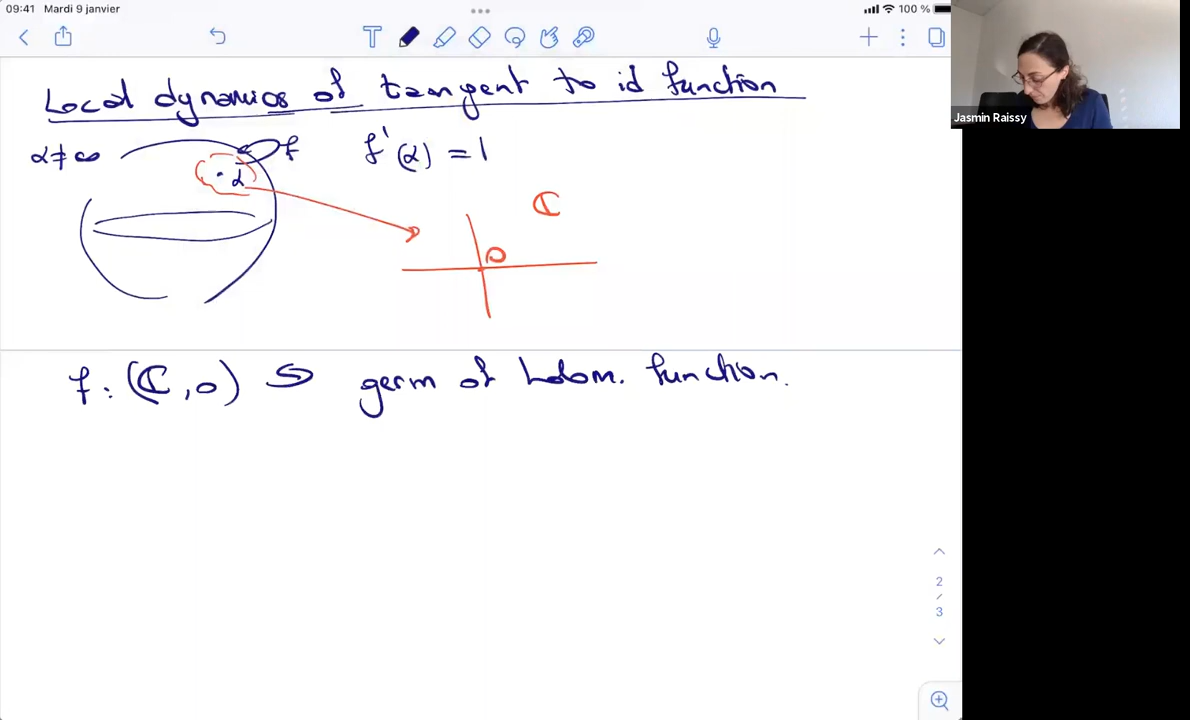 09:41 Mardi 9 janvier
100 %
Local dynamics of tangent to id function
α ≠ ∞
f
f'(α) = 1
α
ℂ
0
f : (ℂ, 0) ↺ germ of holom. function.
2
/
3
Jasmin Raissy